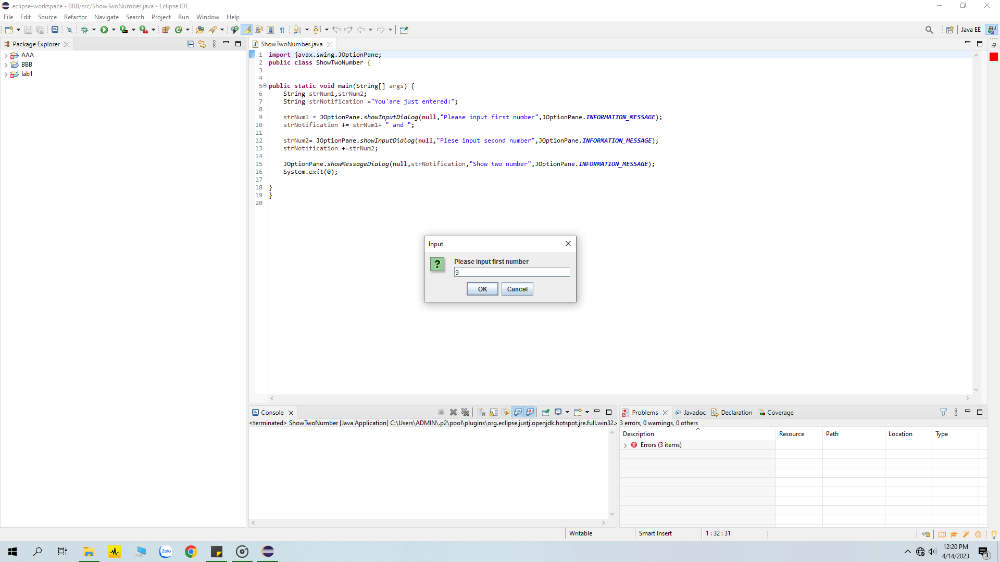 eclipse-workspace - BBB/src/ShowTwoNumber.java - Eclipse IDE
File Edit Source Refactor Navigate Search Project Run Window Help
Java EE
Package Explorer
AAA
BBB
lab1
ShowTwoNumber.java
1 import javax.swing.JOptionPane;
2 public class ShowTwoNumber {
3
4
5 public static void main(String[] args) {
6 String strNum1,strNum2;
7 String strNotification ="You'are just entered:";
8
9 strNum1 = JOptionPane.showInputDialog(null,"Please input first number",JOptionPane.INFORMATION_MESSAGE);
10 strNotification += strNum1+ " and ";
11
12 strNum2= JOptionPane.showInputDialog(null,"Plese input second number",JOptionPane.INFORMATION_MESSAGE);
13 strNotification +=strNum2;
14
15 JOptionPane.showMessageDialog(null,strNotification,"Show two number",JOptionPane.INFORMATION_MESSAGE);
16 System.exit(0);
17
18 }
19 }
20
Input
Please input first number
9
OK Cancel
Console
<terminated> ShowTwoNumber [Java Application] C:\Users\ADMIN\.p2\pool\plugins\org.eclipse.justj.openjdk.hotspot.jre.full.win32.x
Problems @ Javadoc Declaration Coverage
3 errors, 0 warnings, 0 others
Description Resource Path Location Type
Errors (3 items)
Writable Smart Insert 1 : 32 : 31
Zalo
12:20 PM
4/14/2023
3